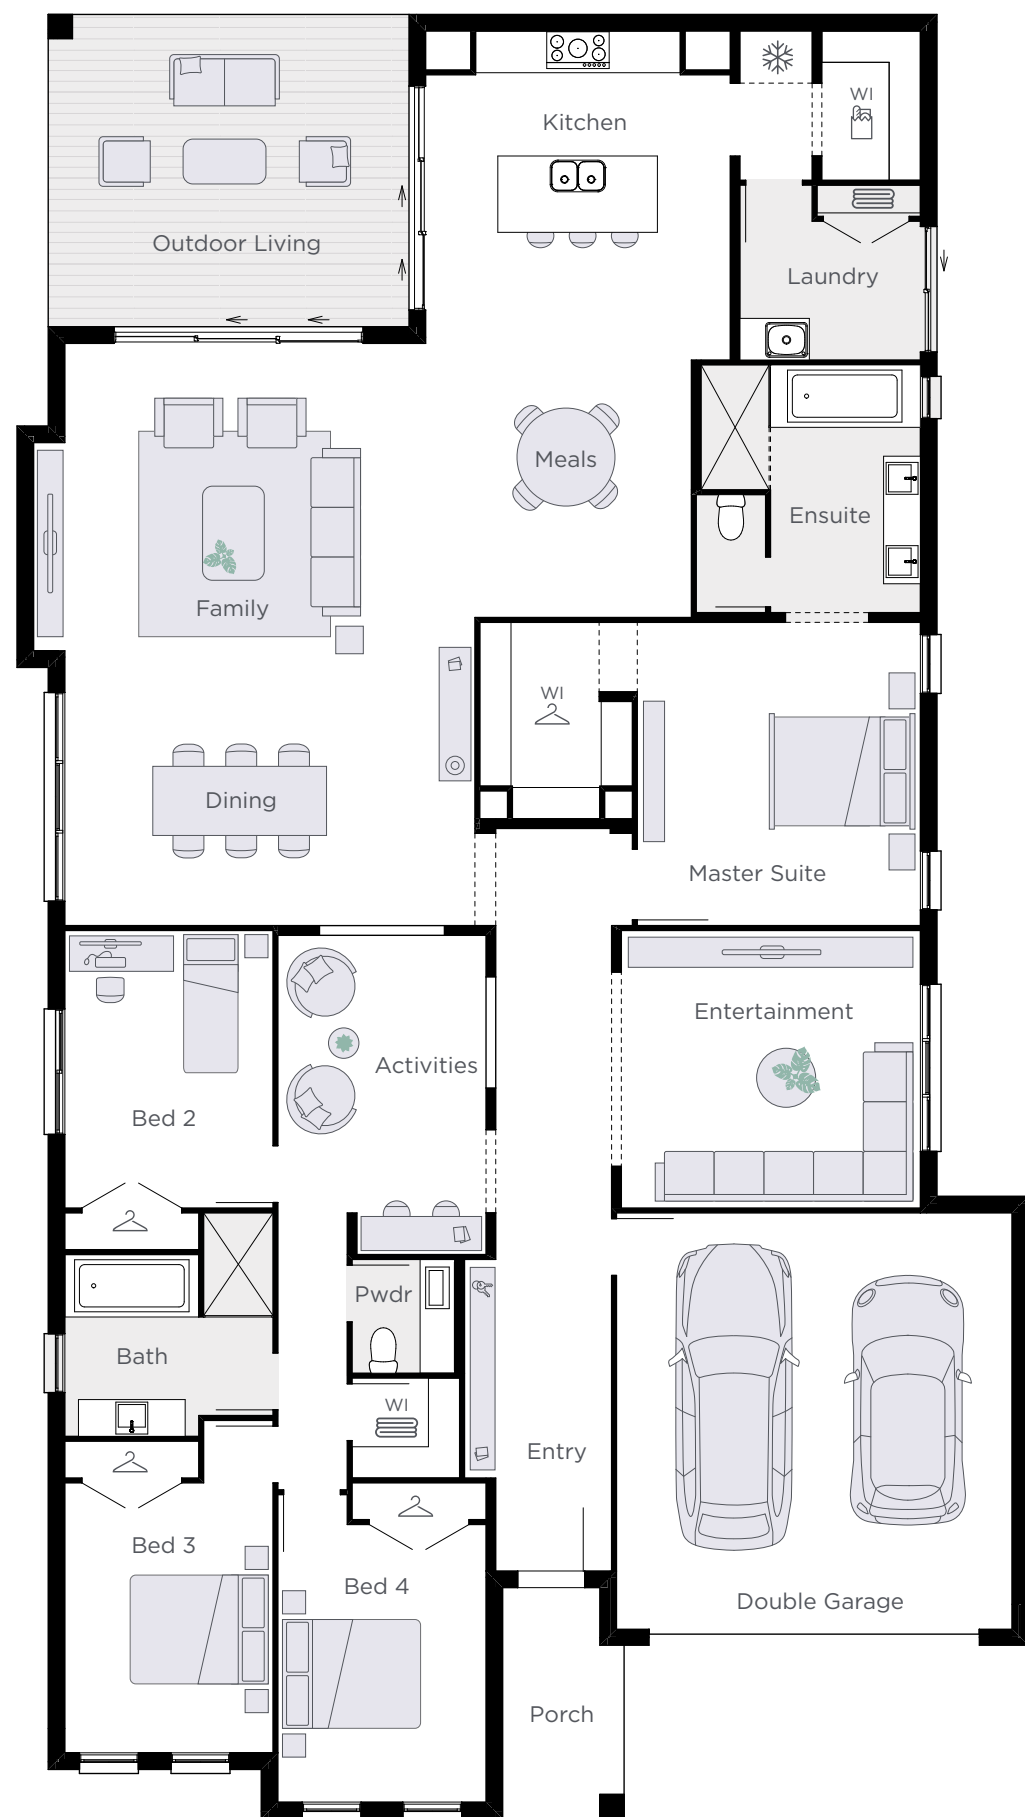 WI
Kitchen
Outdoor Living
Laundry
Meals
Ensuite
Family
WI
Dining
Master Suite
Entertainment
Activities
Bed 2
Pwdr
Bath
WI
Entry
Bed 3
Bed 4
Double Garage
Porch